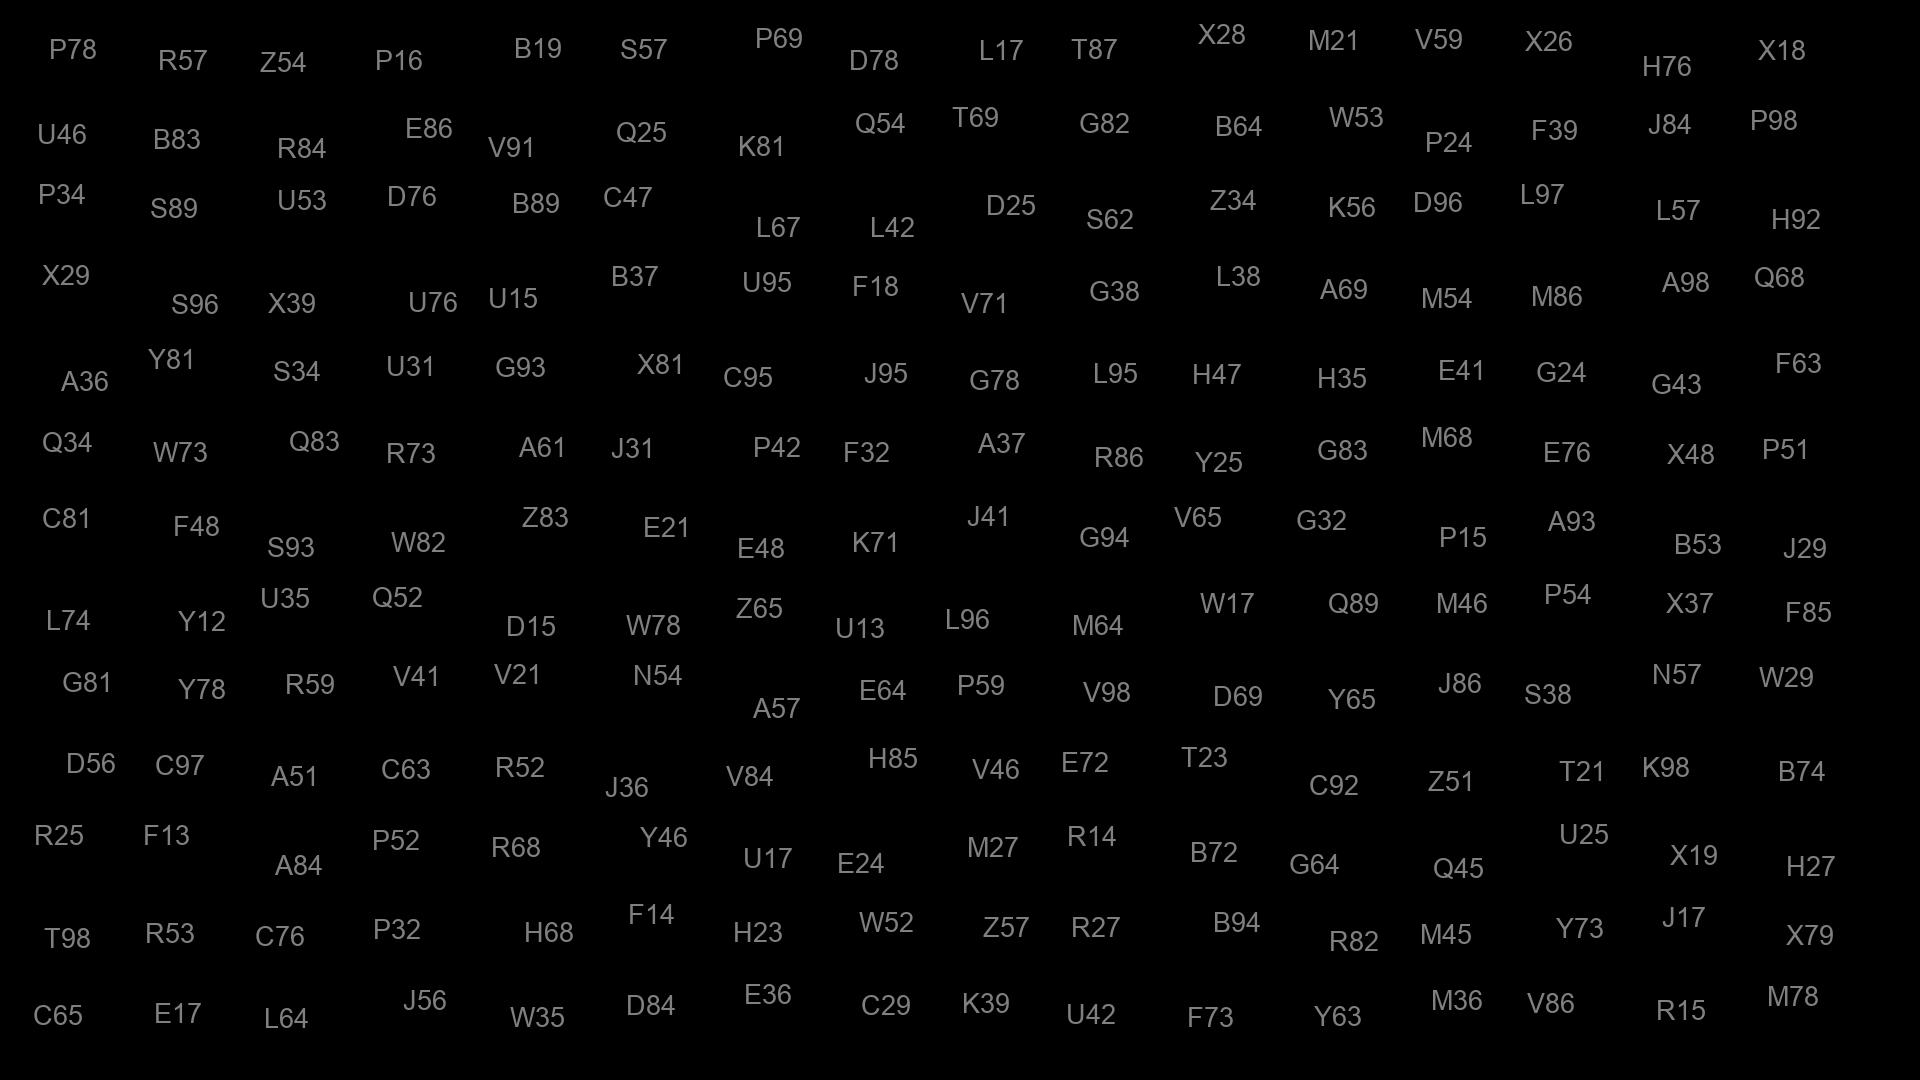 P78 R57 Z54 P16 B19 S57 P69 D78 L17 T87 X28 M21 V59 X26 H76 X18
U46 B83 R84 E86 V91 Q25 K81 Q54 T69 G82 B64 W53 P24 F39 J84 P98
P34 S89 U53 D76 B89 C47 L67 L42 D25 S62 Z34 K56 D96 L97 L57 H92
X29 S96 X39 U76 U15 B37 U95 F18 V71 G38 L38 A69 M54 M86 A98 Q68
A36 Y81 S34 U31 G93 X81 C95 J95 G78 L95 H47 H35 E41 G24 G43 F63
Q34 W73 Q83 R73 A61 J31 P42 F32 A37 R86 Y25 G83 M68 E76 X48 P51
C81 F48 S93 W82 Z83 E21 E48 K71 J41 G94 V65 G32 P15 A93 B53 J29
L74 Y12 U35 Q52 D15 W78 Z65 U13 L96 M64 W17 Q89 M46 P54 X37 F85
G81 Y78 R59 V41 V21 N54 A57 E64 P59 V98 D69 Y65 J86 S38 N57 W29
D56 C97 A51 C63 R52 J36 V84 H85 V46 E72 T23 C92 Z51 T21 K98 B74
R25 F13 A84 P52 R68 Y46 U17 E24 M27 R14 B72 G64 Q45 U25 X19 H27
T98 R53 C76 P32 H68 F14 H23 W52 Z57 R27 B94 R82 M45 Y73 J17 X79
C65 E17 L64 J56 W35 D84 E36 C29 K39 U42 F73 Y63 M36 V86 R15 M78